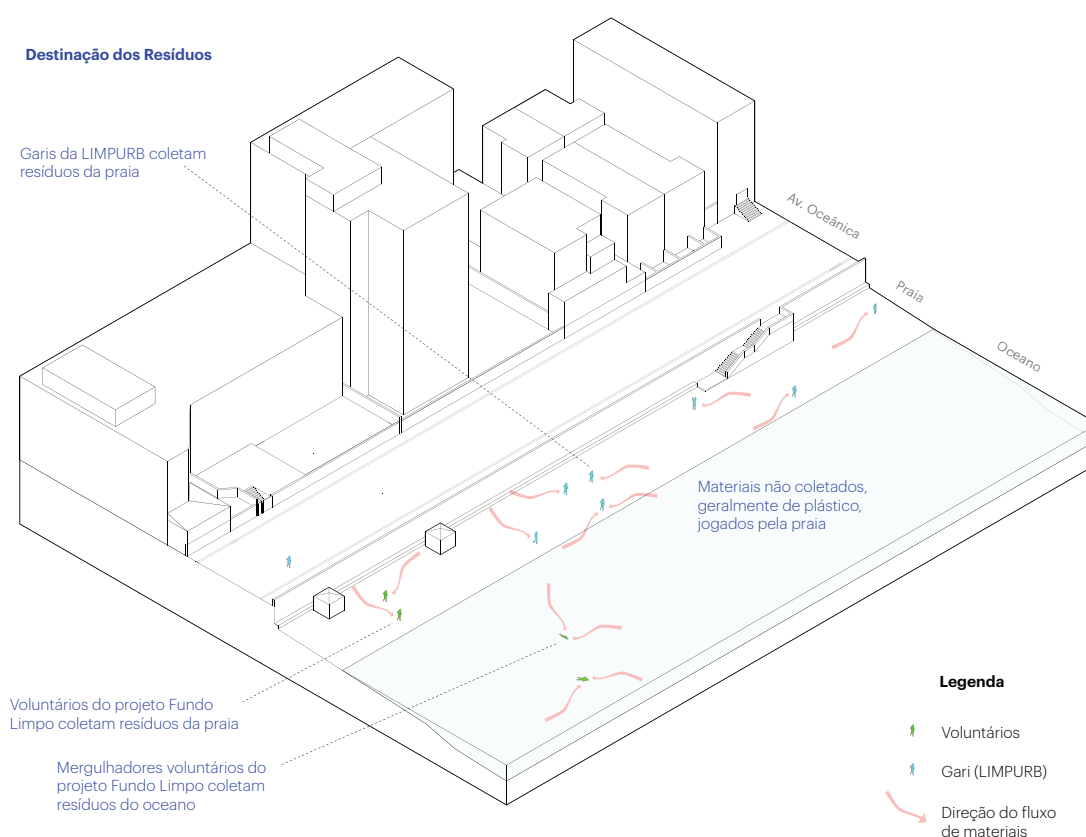 Destinação dos Resíduos
Garis da LIMPURB coletam
resíduos da praia
Av. Oceânica
Praia
Oceano
Materiais não coletados,
geralmente de plástico,
jogados pela praia
Voluntários do projeto Fundo
Limpo coletam resíduos da praia
Mergulhadores voluntários do
projeto Fundo Limpo coletam
resíduos do oceano
Legenda
Voluntários
Gari (LIMPURB)
Direção do fluxo
de materiais